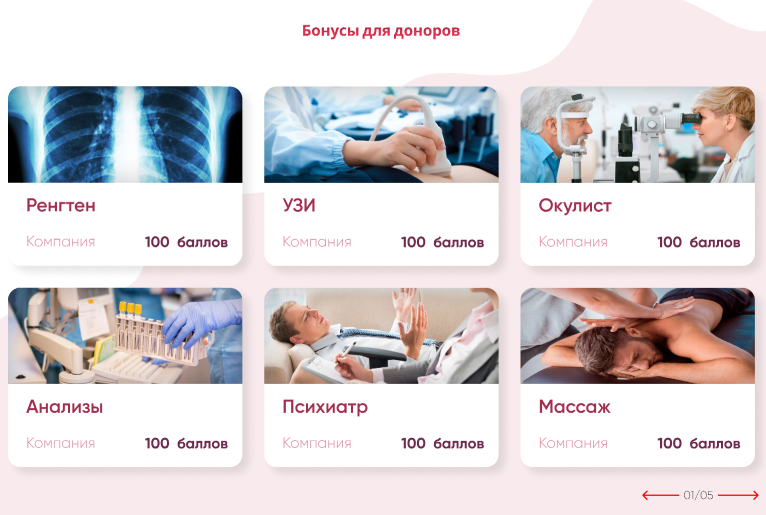 Бонусы для доноров
Ренгтен
Компания 100 баллов
УЗИ
Компания 100 баллов
Окулист
Компания 100 баллов
Анализы
Компания 100 баллов
Психиатр
Компания 100 баллов
Массаж
Компания 100 баллов
01/05